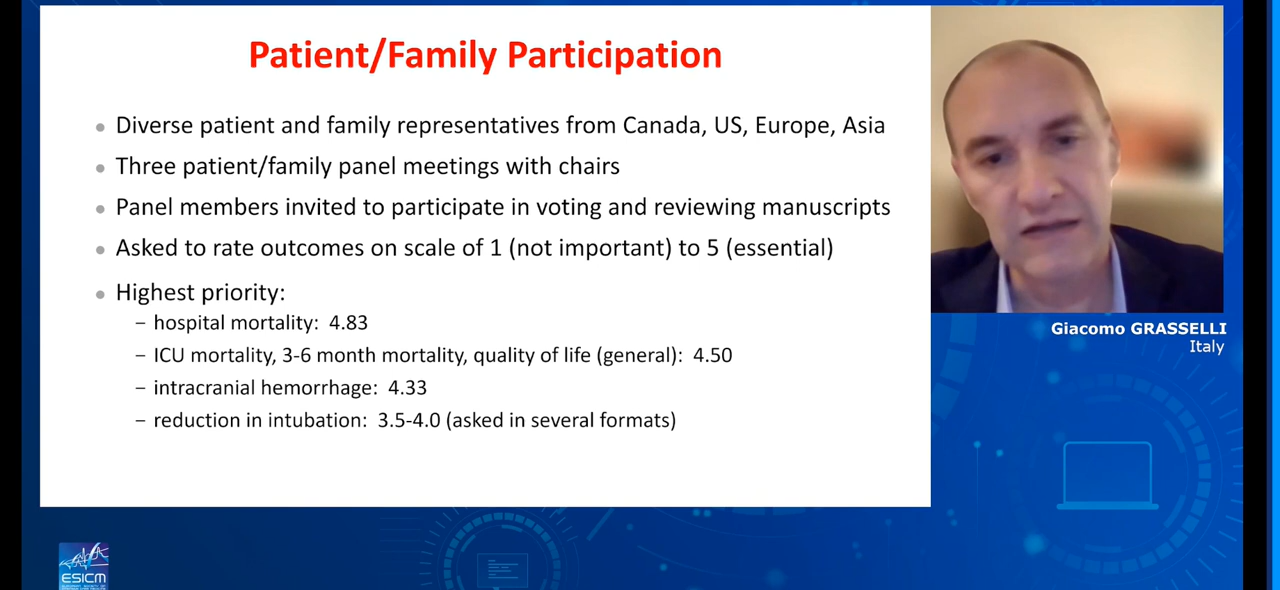 Patient/Family Participation
Diverse patient and family representatives from Canada, US, Europe, Asia
Three patient/family panel meetings with chairs
Panel members invited to participate in voting and reviewing manuscripts
Asked to rate outcomes on scale of 1 (not important) to 5 (essential)
Highest priority:
– hospital mortality: 4.83
– ICU mortality, 3-6 month mortality, quality of life (general): 4.50
– intracranial hemorrhage: 4.33
– reduction in intubation: 3.5-4.0 (asked in several formats)
Giacomo GRASSELLI
Italy
ESICM